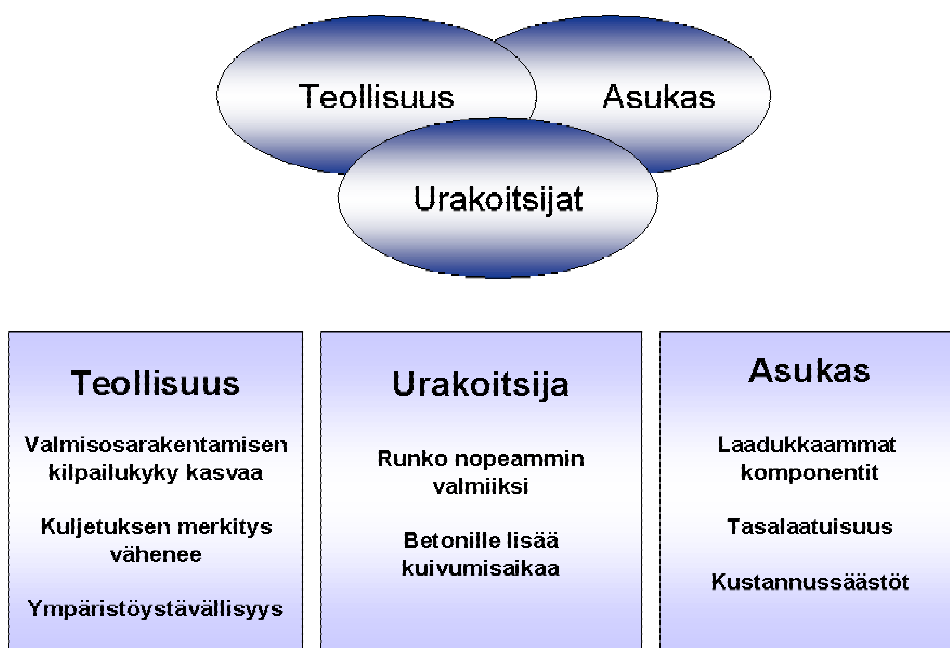 Teollisuus
Asukas
Urakoitsijat
Teollisuus
Valmisosarakentamisen
kilpailukyky kasvaa
Kuljetuksen merkitys
vähenee
Ympäristöystävällisyys
Urakoitsija
Runko nopeammin
valmiiksi
Betonille lisää
kuivumisaikaa
Asukas
Laadukkaammat
komponentit
Tasalaatuisuus
Kustannussäästöt